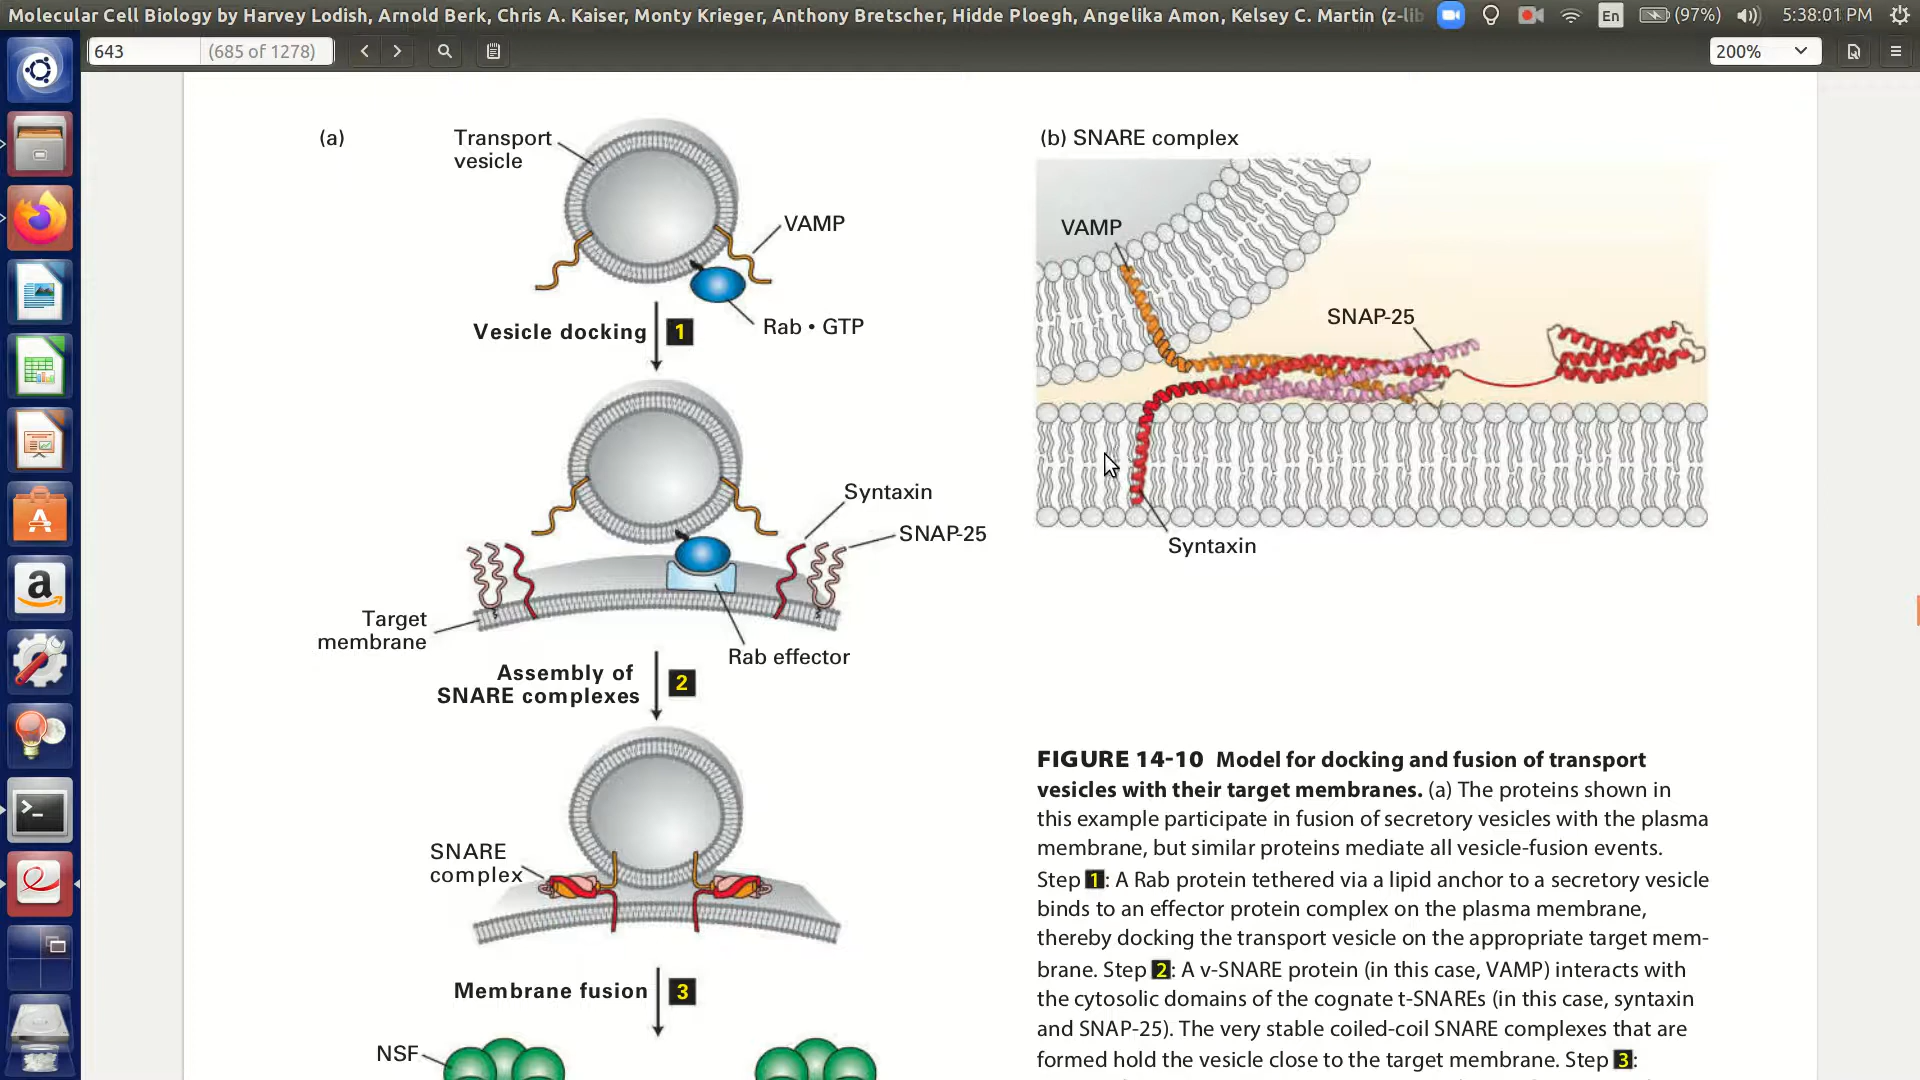 Molecular Cell Biology by Harvey Lodish, Arnold Berk, Chris A. Kaiser, Monty Krieger, Anthony Bretscher, Hidde Ploegh, Angelika Amon, Kelsey C. Martin (z-lib
En
(97%)
5:38:01 PM
643
(685 of 1278)
200%
(a)
Transport
vesicle
VAMP
Rab • GTP
Vesicle docking 1
Syntaxin
SNAP-25
Target
membrane
Rab effector
Assembly of
SNARE complexes 2
SNARE
complex
Membrane fusion 3
NSF
(b) SNARE complex
VAMP
SNAP-25
Syntaxin
FIGURE 14-10 Model for docking and fusion of transport
vesicles with their target membranes. (a) The proteins shown in
this example participate in fusion of secretory vesicles with the plasma
membrane, but similar proteins mediate all vesicle-fusion events.
Step 1: A Rab protein tethered via a lipid anchor to a secretory vesicle
binds to an effector protein complex on the plasma membrane,
thereby docking the transport vesicle on the appropriate target mem-
brane. Step 2: A v-SNARE protein (in this case, VAMP) interacts with
the cytosolic domains of the cognate t-SNAREs (in this case, syntaxin
and SNAP-25). The very stable coiled-coil SNARE complexes that are
formed hold the vesicle close to the target membrane. Step 3: